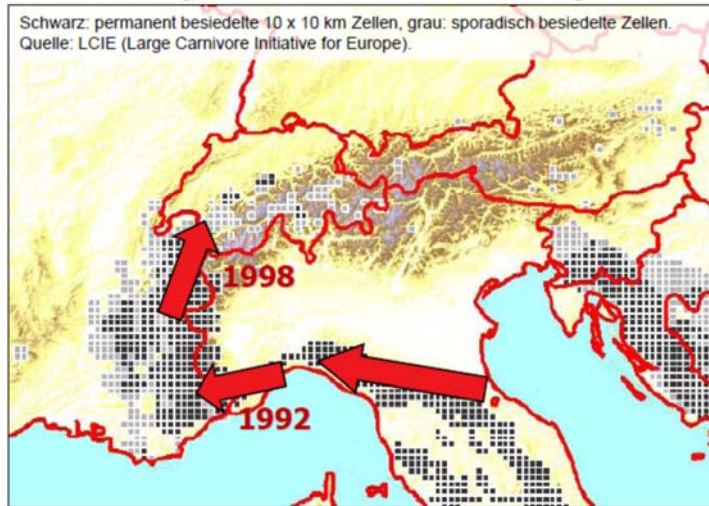 Schwarz: permanent besiedelte 10 x 10 km Zellen, grau: sporadisch besiedelte Zellen.
Quelle: LCIE (Large Carnivore Initiative for Europe).
1998
1992